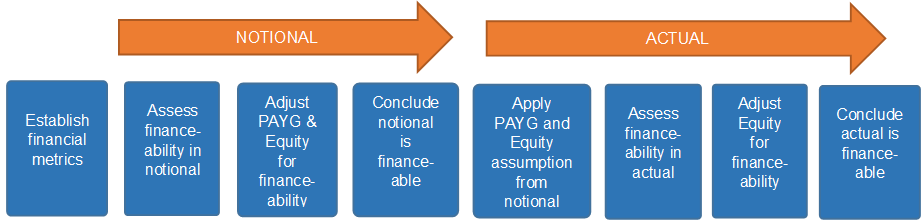 NOTIONAL
ACTUAL
Establish
financial
metrics
Assess
finance-
ability in
notional
Adjust
PAYG &
Equity
for
finance-
ability
Conclude
notional
is
finance-
able
Apply
PAYG and
Equity
assumption
from
notional
Assess
finance-
ability in
actual
Adjust
Equity
for
finance-
ability
Conclude
actual is
finance-
able